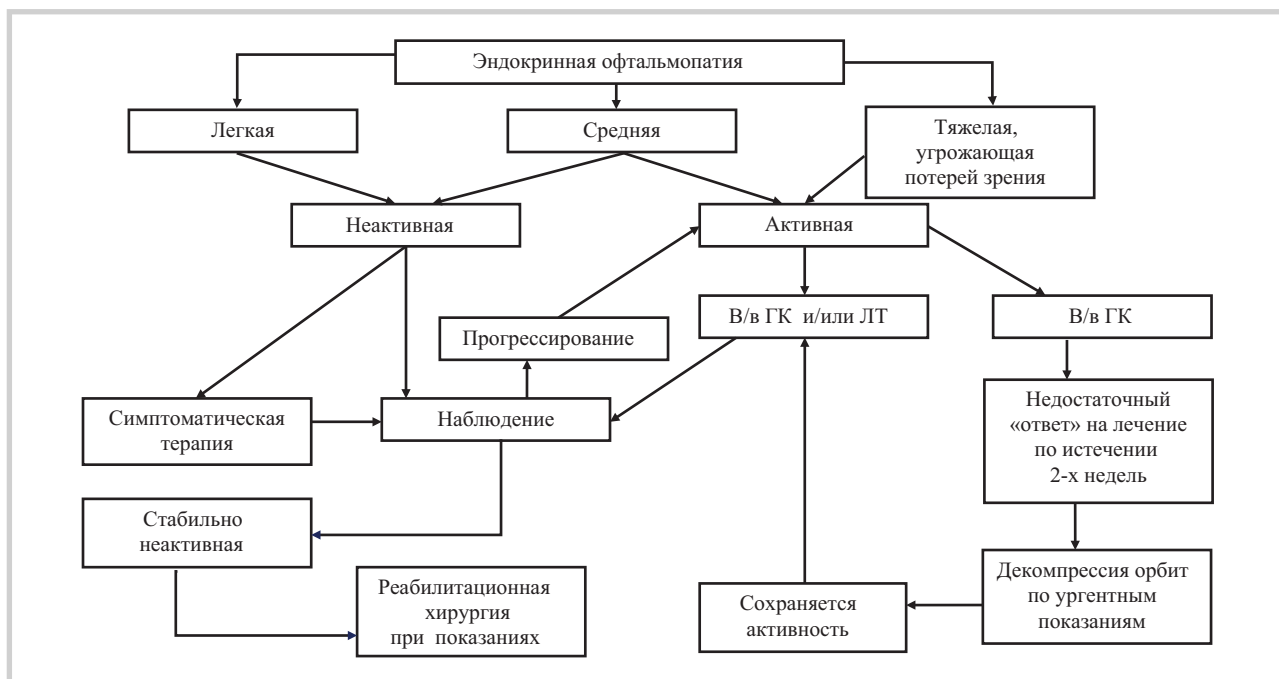 Эндокринная офтальмопатия
Легкая
Средняя
Тяжелая,
угрожающая
потерей зрения
Неактивная
Активная
В/в ГК и/или ЛТ
В/в ГК
Прогрессирование
Симптоматическая
терапия
Наблюдение
Недостаточный
«ответ» на лечение
по истечении
2-х недель
Стабильно
неактивная
Реабилитационная
хирургия
при показаниях
Сохраняется
активность
Декомпрессия орбит
по ургентным
показаниям